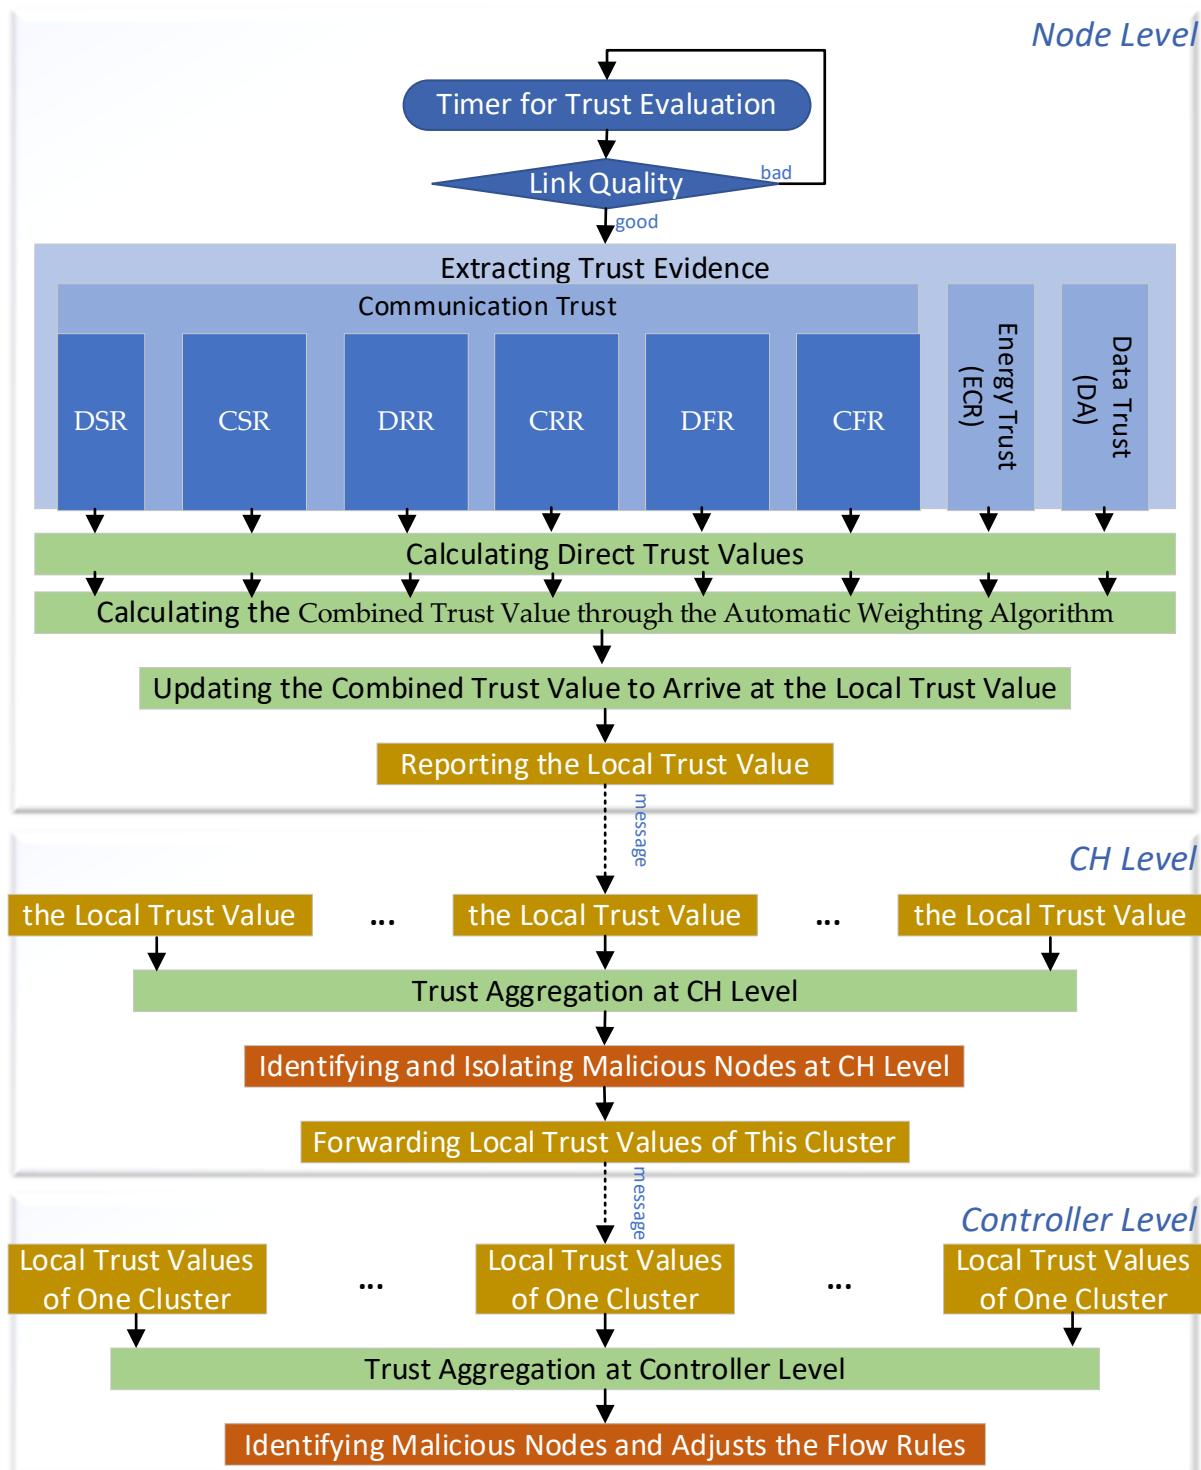 Node Level
Timer for Trust Evaluation
Link Quality
bad
good
Extracting Trust Evidence
Communication Trust
DSR
CSR
DRR
CRR
DFR
CFR
Energy Trust
(ECR)
Data Trust
(DA)
Calculating Direct Trust Values
Calculating the Combined Trust Value through the Automatic Weighting Algorithm
Updating the Combined Trust Value to Arrive at the Local Trust Value
Reporting the Local Trust Value
message
CH Level
the Local Trust Value
...
the Local Trust Value
...
the Local Trust Value
Trust Aggregation at CH Level
Identifying and Isolating Malicious Nodes at CH Level
Forwarding Local Trust Values of This Cluster
message
Controller Level
Local Trust Values
of One Cluster
...
Local Trust Values
of One Cluster
...
Local Trust Values
of One Cluster
Trust Aggregation at Controller Level
Identifying Malicious Nodes and Adjusts the Flow Rules